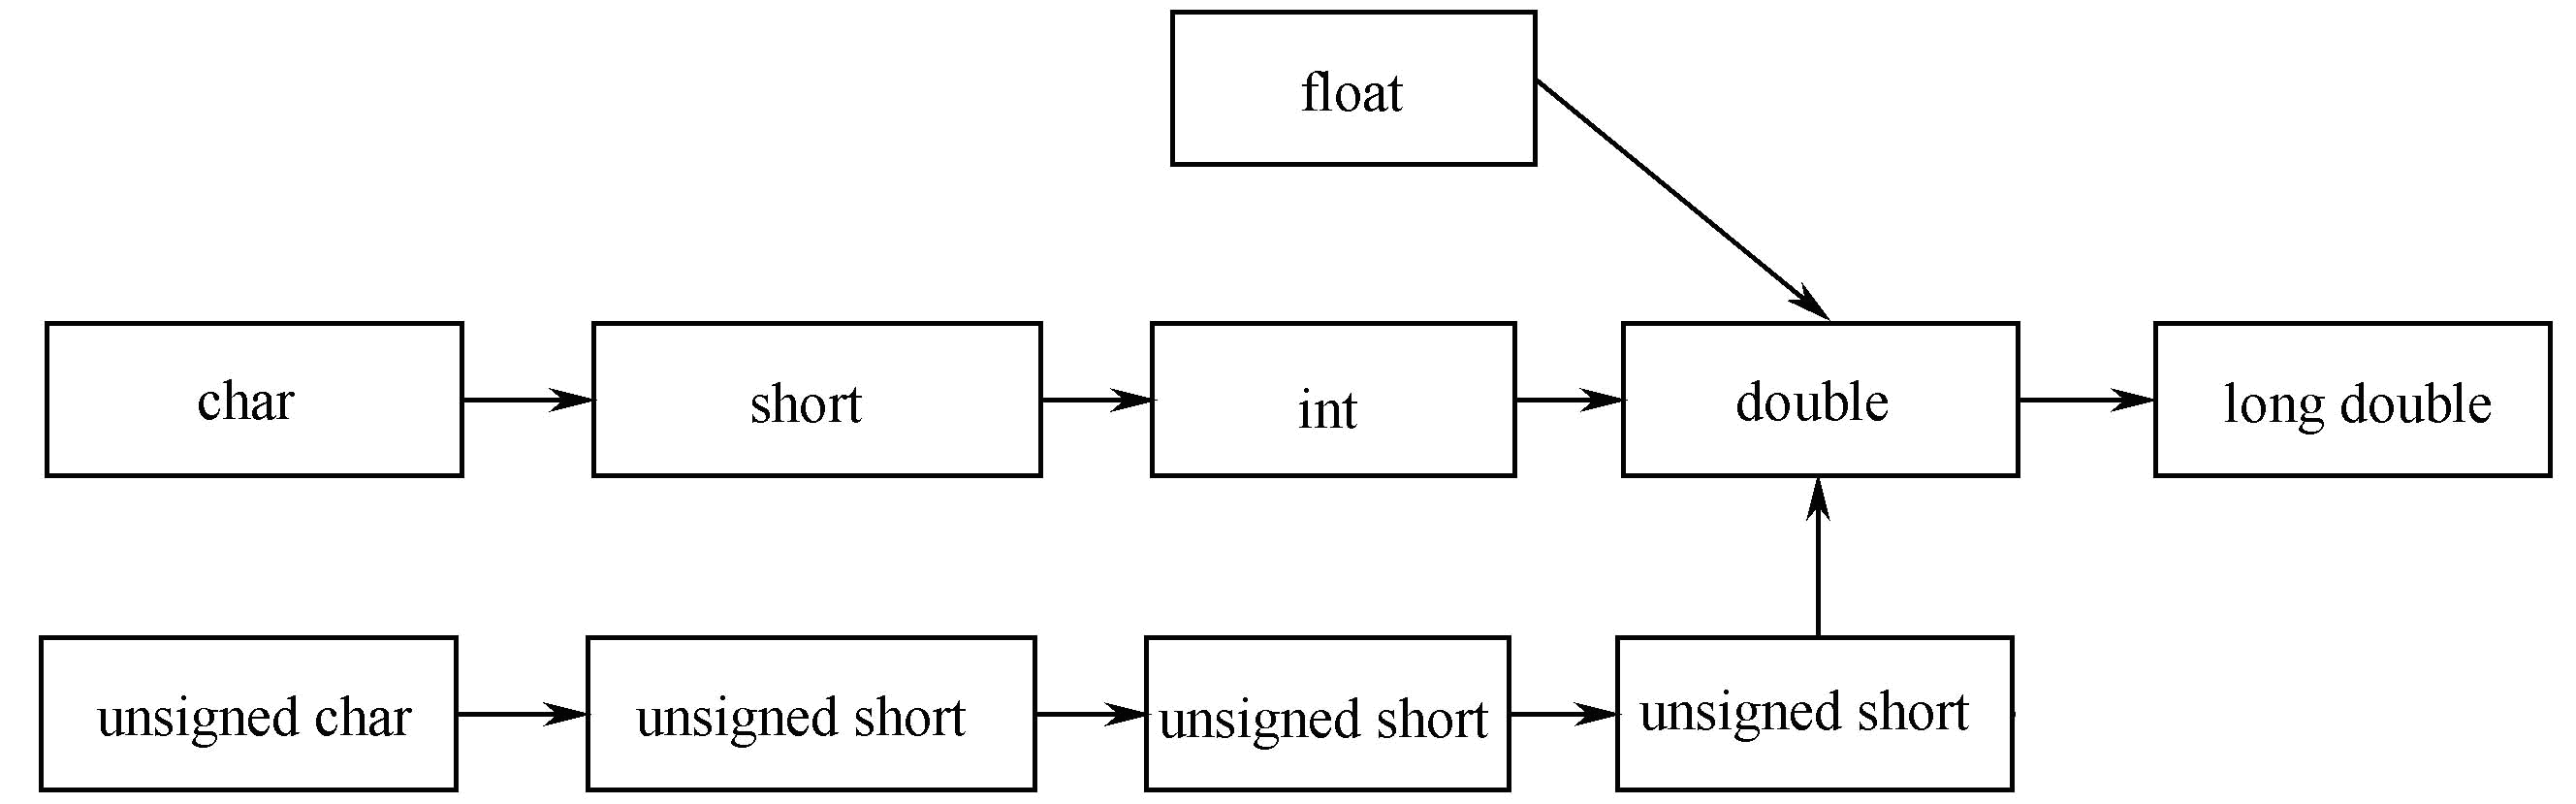 float
char
short
int
double
long double
unsigned char
unsigned short
unsigned short
unsigned short